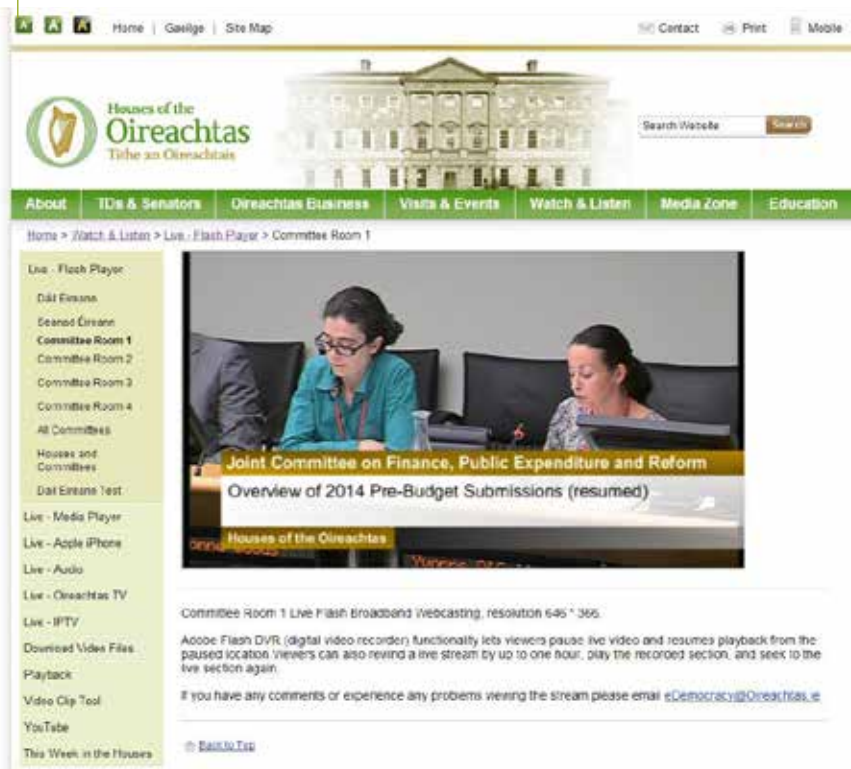 A A A Home | Gaeilge | Site Map Contact Print Mobile
Houses of the
Oireachtas
Tithe an Oireachtais
Search Website Search
About TDs & Senators Oireachtas Business Visits & Events Watch & Listen Media Zone Education
Home > Watch & Listen > Live - Flash Player > Committee Room 1
Live - Flash Player
Dáil Éireann
Seanad Éireann
Committee Room 1
Committee Room 2
Committee Room 3
Committee Room 4
All Committees
Houses and
Committees
Dáil Éireann Test
Live - Media Player
Live - Apple iPhone
Live - Audio
Live - Oireachtas TV
Live - IPTV
Download Video Files
Playback
Video Clip Tool
YouTube
This Week in the Houses
Joint Committee on Finance, Public Expenditure and Reform
Overview of 2014 Pre-Budget Submissions (resumed)
Houses of the Oireachtas
Committee Room 1 Live Flash Broadband Webcasting, resolution 646 * 366.
Adobe Flash DVR (digital video recorder) functionality lets viewers pause live video and resumes playback from the
paused location. Viewers can also rewind a live stream by up to one hour, play the recorded section, and seek to the
live section again.
If you have any comments or experience any problems viewing the stream please email eDemocracy@Oireachtas.ie
Back to Top